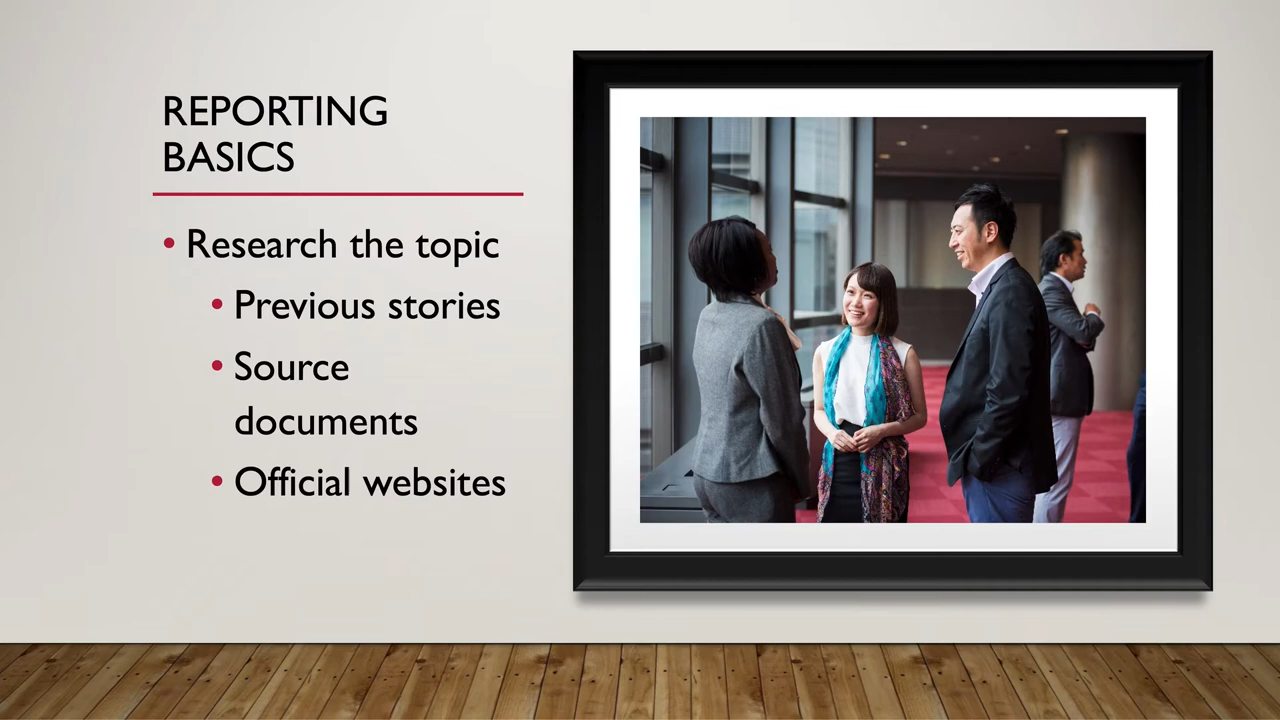 REPORTING
BASICS
• Research the topic
• Previous stories
• Source
documents
• Official websites